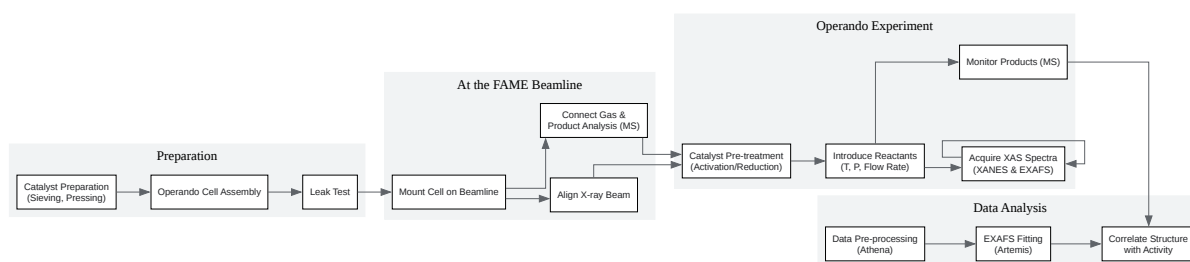 Preparation
Catalyst Preparation
(Sieving, Pressing)
Operando Cell Assembly
Leak Test
At the FAME Beamline
Mount Cell on Beamline
Connect Gas &
Product Analysis (MS)
Align X-ray Beam
Operando Experiment
Catalyst Pre-treatment
(Activation/Reduction)
Introduce Reactants
(T, P, Flow Rate)
Monitor Products (MS)
Acquire XAS Spectra
(XANES & EXAFS)
Data Analysis
Data Pre-processing
(Athena)
EXAFS Fitting
(Artemis)
Correlate Structure
with Activity